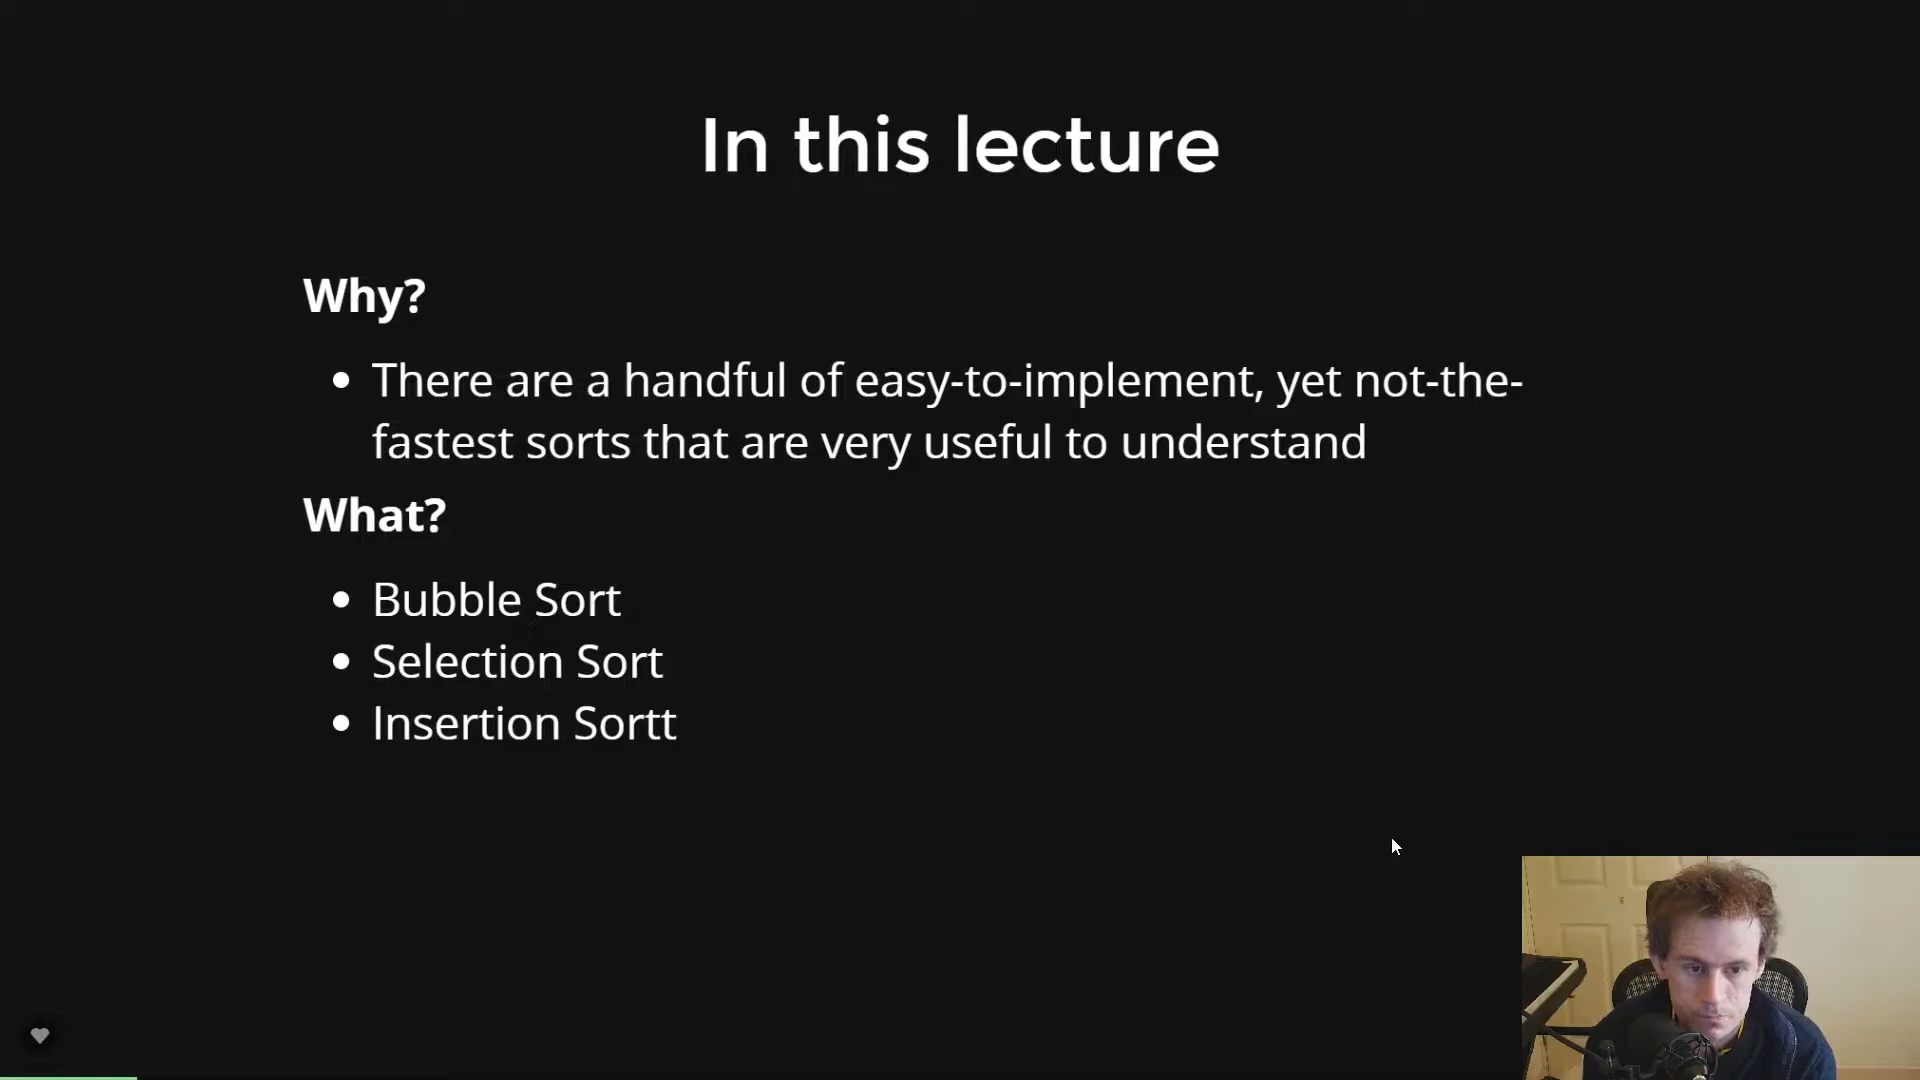 In this lecture
Why?
There are a handful of easy-to-implement, yet not-the-
fastest sorts that are very useful to understand
What?
Bubble Sort
Selection Sort
Insertion Sortt